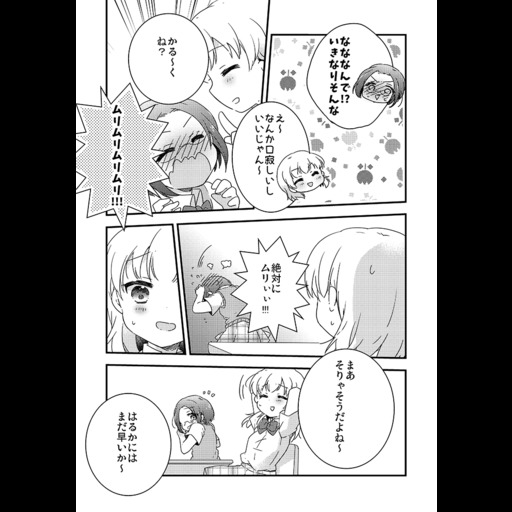 なななんで!?
いきなりそんな
え〜
なんか口寂しいし
いいじゃん〜
かる〜く
ね?
ムリムリムリムリ!!!
絶対に
ムリぃぃ!!!
まあ
そりゃそうだよね〜
はるかには
まだ早いか〜